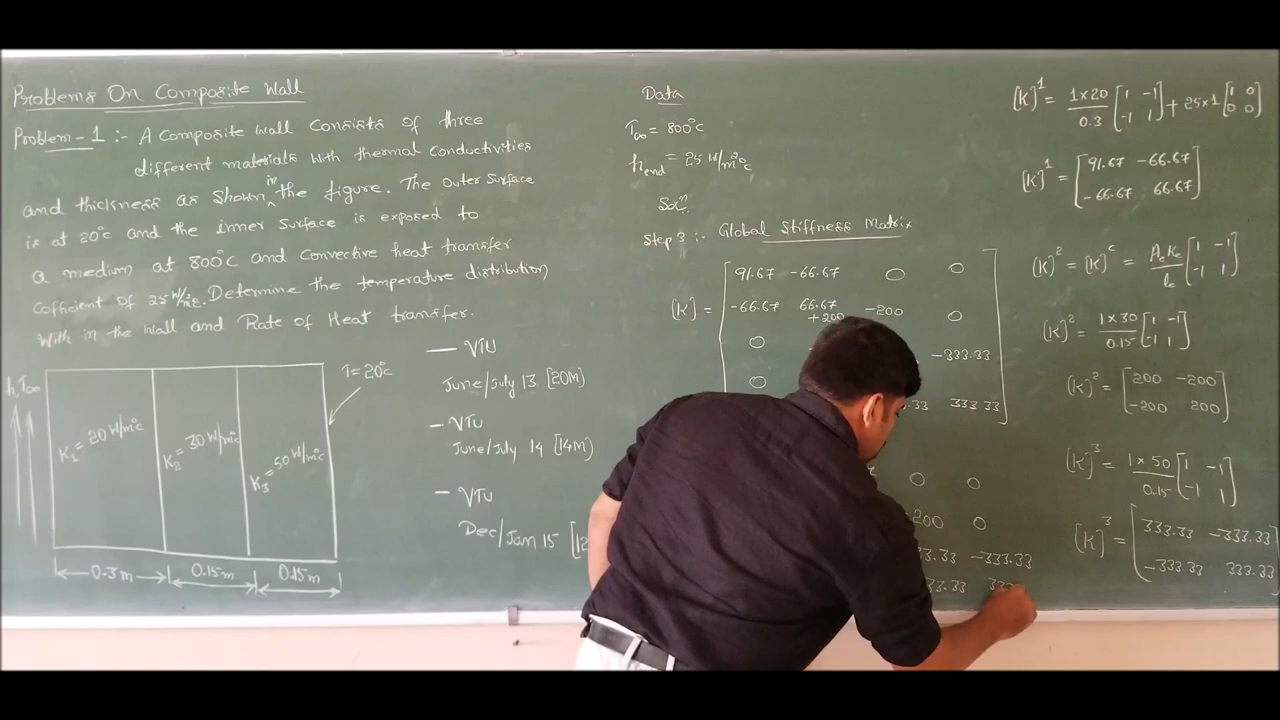 Problems On Composite Wall
Problem-1 :- A Composite Wall Consists of three
different materials with thermal Conductivities
and thickness as shown in the figure. The outer Surface
is at 20°c and the inner surface is exposed to
a medium at 800°C and Convective heat transfer
Cofficient of 25 W/m²c. Determine the temperature distribution
With in the Wall and Rate of Heat transfer.
— VTU
June/July 13 [20M]
— VTU
June/July 14 [14M]
— VTU
Dec/Jan 15 [12
h, T∞
K₁ = 20 W/m°c
K₂ = 30 W/m°c
K₃ = 50 W/m°c
T = 20°c
0.3m
0.15m
0.15m
Data
T∞ = 800°c
hend = 25 W/m²°c
Sol^n
Step 3 :- Global Stiffness Matrix
[K] =
91.67 -66.67 0 0
-66.67 66.67 +200 -200 0
0 -333.33
0 .33 333.33
0 0
200 0
3.33 -333.33
33.33 333
[K]¹ = 1×20/0.3 [1 -1 -1 1] + 25×1 [1 0 0 0]
[K]¹ = [91.67 -66.67 -66.67 66.67]
[K]² = [K]^c = AeKe/le [1 -1 -1 1]
[K]² = 1×30/0.15 [1 -1 -1 1]
[K]² = [200 -200 -200 200]
[K]³ = 1×50/0.15 [1 -1 -1 1]
[K]³ = [333.33 -333.33 -333.33 333.33]